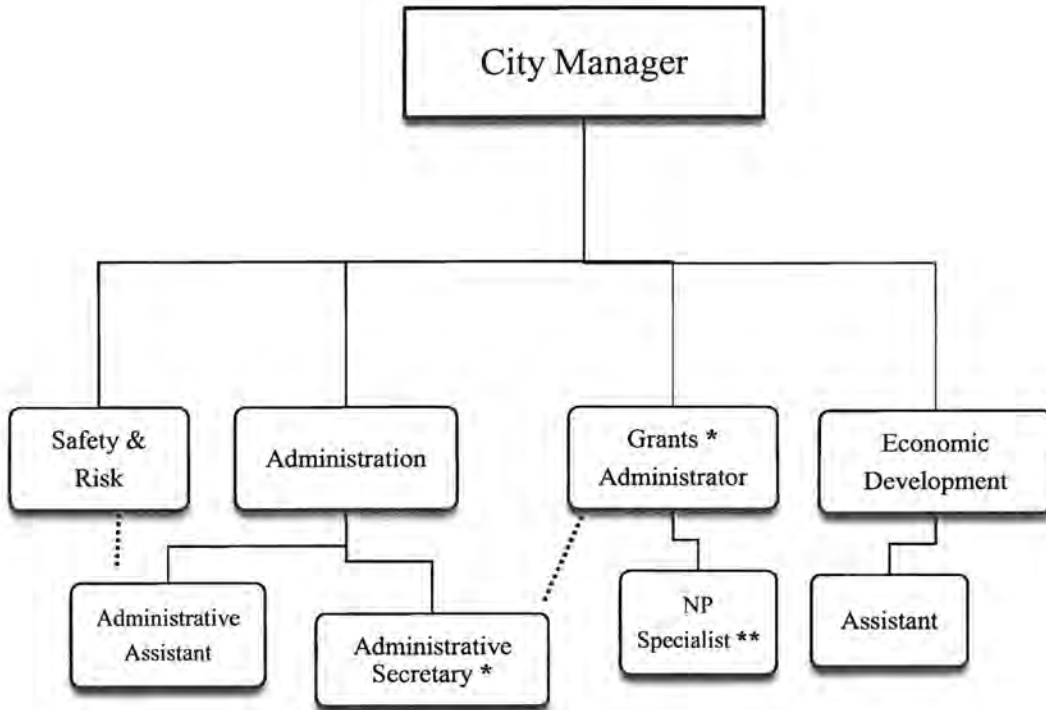 City Manager
Safety &
Risk
Administration
Grants *
Administrator
Economic
Development
Administrative
Assistant
Administrative
Secretary *
NP
Specialist **
Assistant